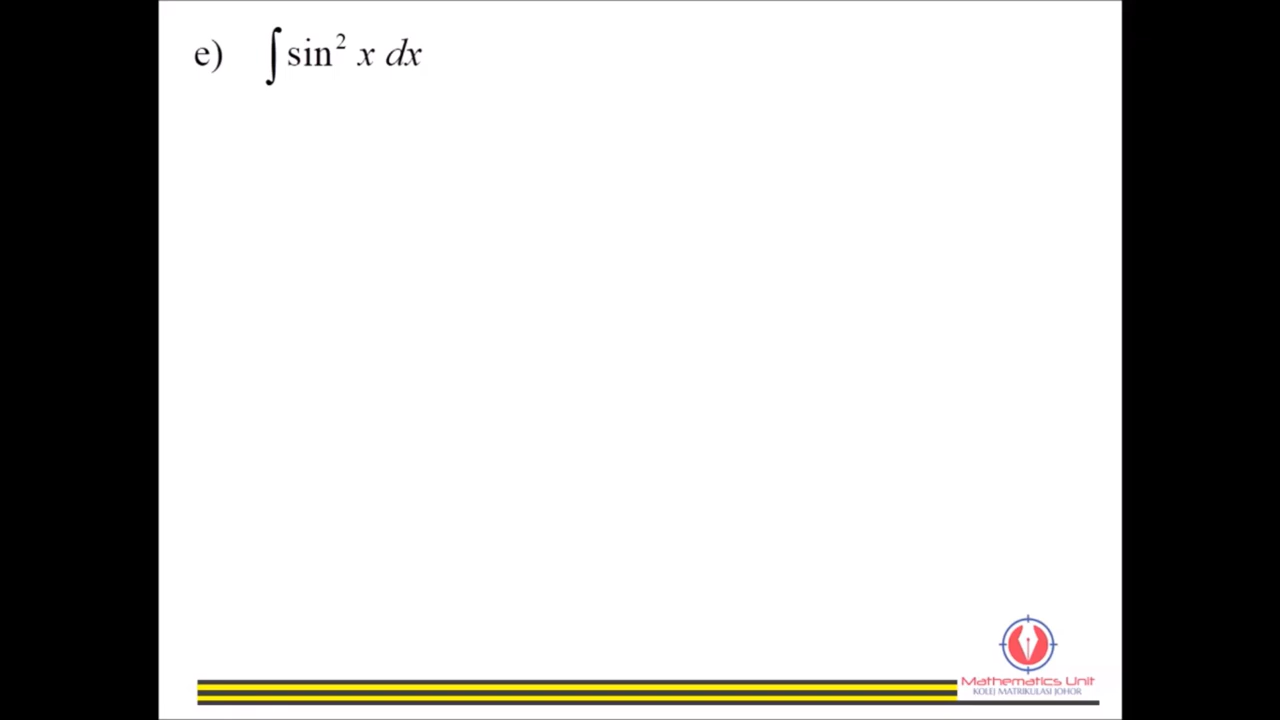 e) ∫ sin² x dx
Mathematics Unit
KOLEJ MATRIKULASI JOHOR